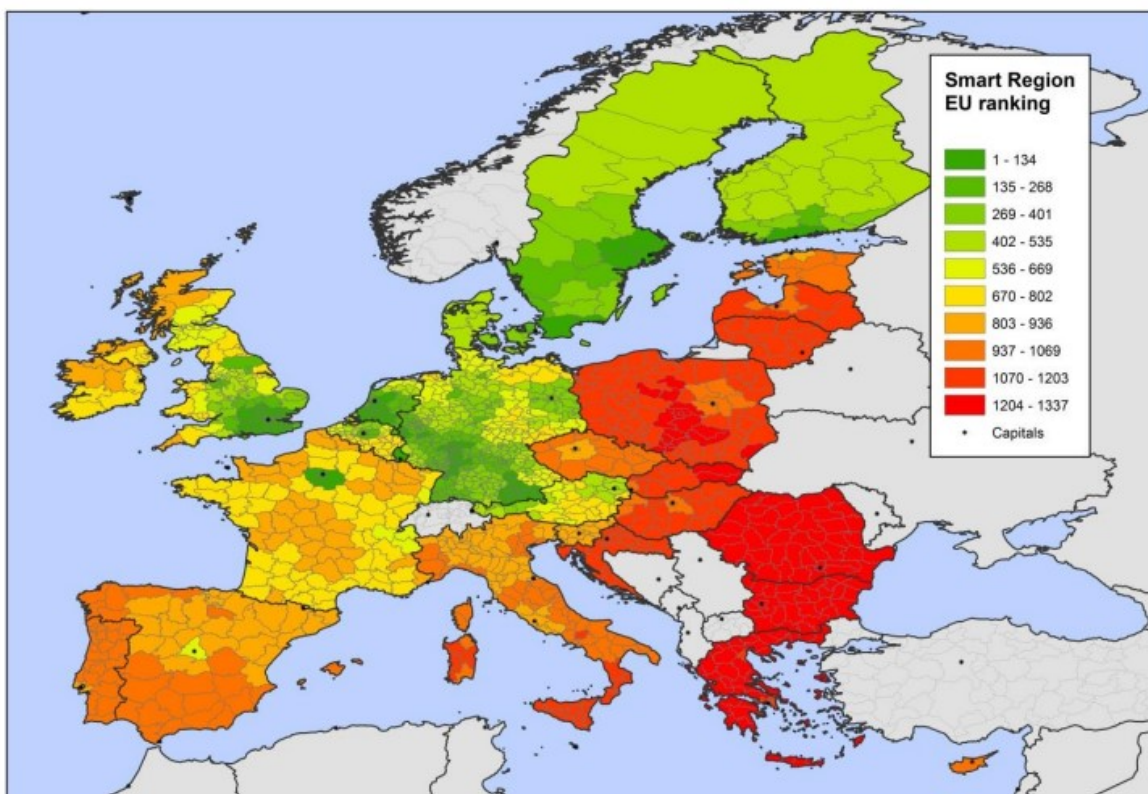 Smart Region
EU ranking
1 - 134
135 - 268
269 - 401
402 - 535
536 - 669
670 - 802
803 - 936
937 - 1069
1070 - 1203
1204 - 1337
Capitals